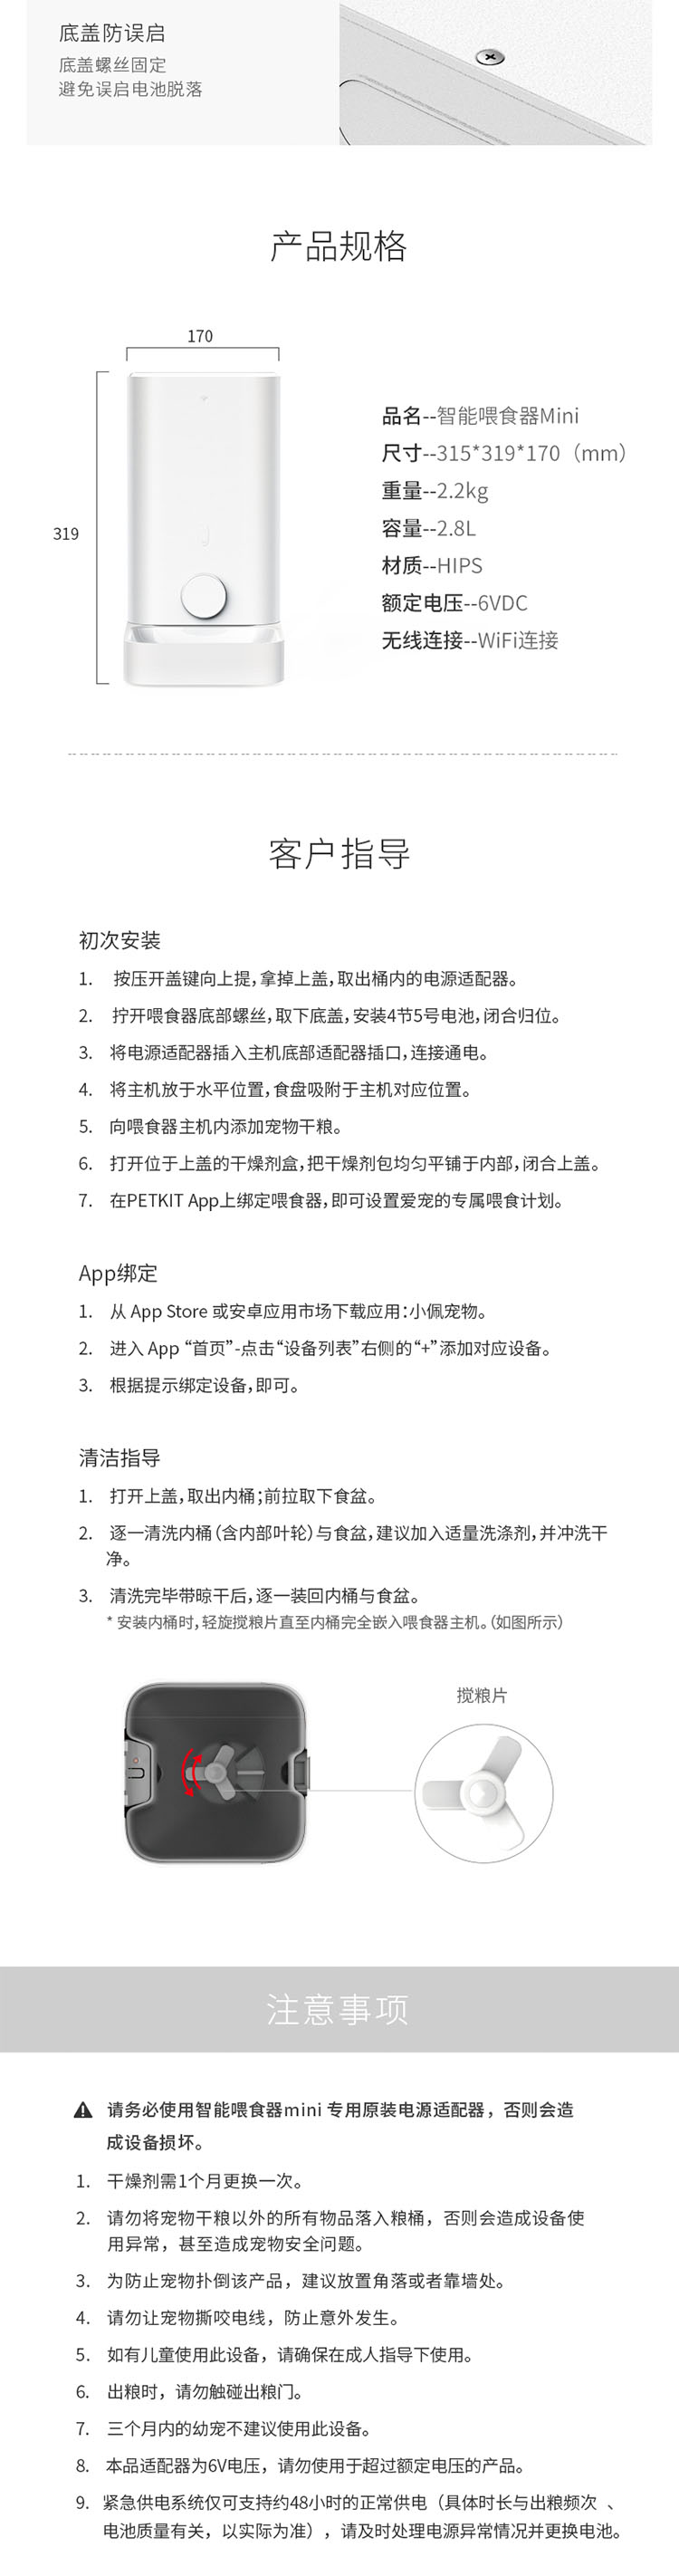 底盖防误启
底盖螺丝固定
避免误启电池脱落
产品规格
170
319
品名--智能喂食器Mini
尺寸--315*319*170（mm）
重量--2.2kg
容量--2.8L
材质--HIPS
额定电压--6VDC
无线连接--WiFi连接
客户指导
初次安装
1. 按压开盖键向上提，拿掉上盖，取出桶内的电源适配器。
2. 拧开喂食器底部螺丝，取下底盖，安装4节5号电池，闭合归位。
3. 将电源适配器插入主机底部适配器插口，连接通电。
4. 将主机放于水平位置，食盘吸附于主机对应位置。
5. 向喂食器主机内添加宠物干粮。
6. 打开位于上盖的干燥剂盒，把干燥剂包均匀平铺于内部，闭合上盖。
7. 在PETKIT App上绑定喂食器，即可设置爱宠的专属喂食计划。
App绑定
1. 从 App Store 或安卓应用市场下载应用：小佩宠物。
2. 进入 App “首页”-点击“设备列表”右侧的“+”添加对应设备。
3. 根据提示绑定设备，即可。
清洁指导
1. 打开上盖，取出内桶；前拉取下食盆。
2. 逐一清洗内桶（含内部叶轮）与食盆，建议加入适量洗涤剂，并冲洗干
净。
3. 清洗完毕带晾干后，逐一装回内桶与食盆。
* 安装内桶时，轻旋搅粮片直至内桶完全嵌入喂食器主机。（如图所示）
搅粮片
注意事项
请务必使用智能喂食器mini 专用原装电源适配器，否则会造
成设备损坏。
1. 干燥剂需1个月更换一次。
2. 请勿将宠物干粮以外的所有物品落入粮桶，否则会造成设备使
用异常，甚至造成宠物安全问题。
3. 为防止宠物扑倒该产品，建议放置角落或者靠墙处。
4. 请勿让宠物撕咬电线，防止意外发生。
5. 如有儿童使用此设备，请确保在成人指导下使用。
6. 出粮时，请勿触碰出粮门。
7. 三个月内的幼宠不建议使用此设备。
8. 本品适配器为6V电压，请勿使用于超过额定电压的产品。
9. 紧急供电系统仅可支持约48小时的正常供电（具体时长与出粮频次 、
电池质量有关，以实际为准），请及时处理电源异常情况并更换电池。